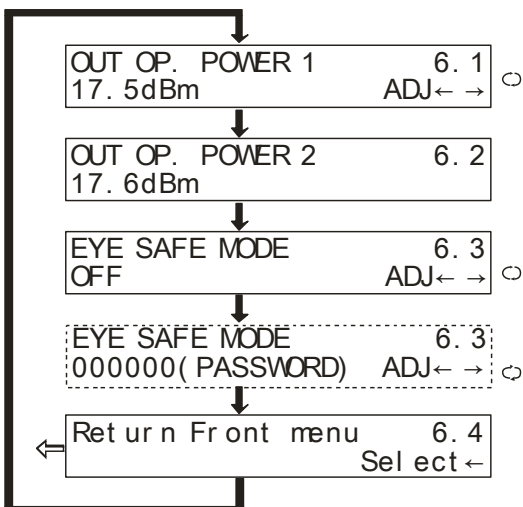 OUT OP. POWER 1 6.1
17.5dBm ADJ← →
OUT OP. POWER 2 6.2
17.6dBm
EYE SAFE MODE 6.3
OFF ADJ← →
EYE SAFE MODE 6.3
000000(PASSWORD) ADJ← →
Return Front menu 6.4
Select←